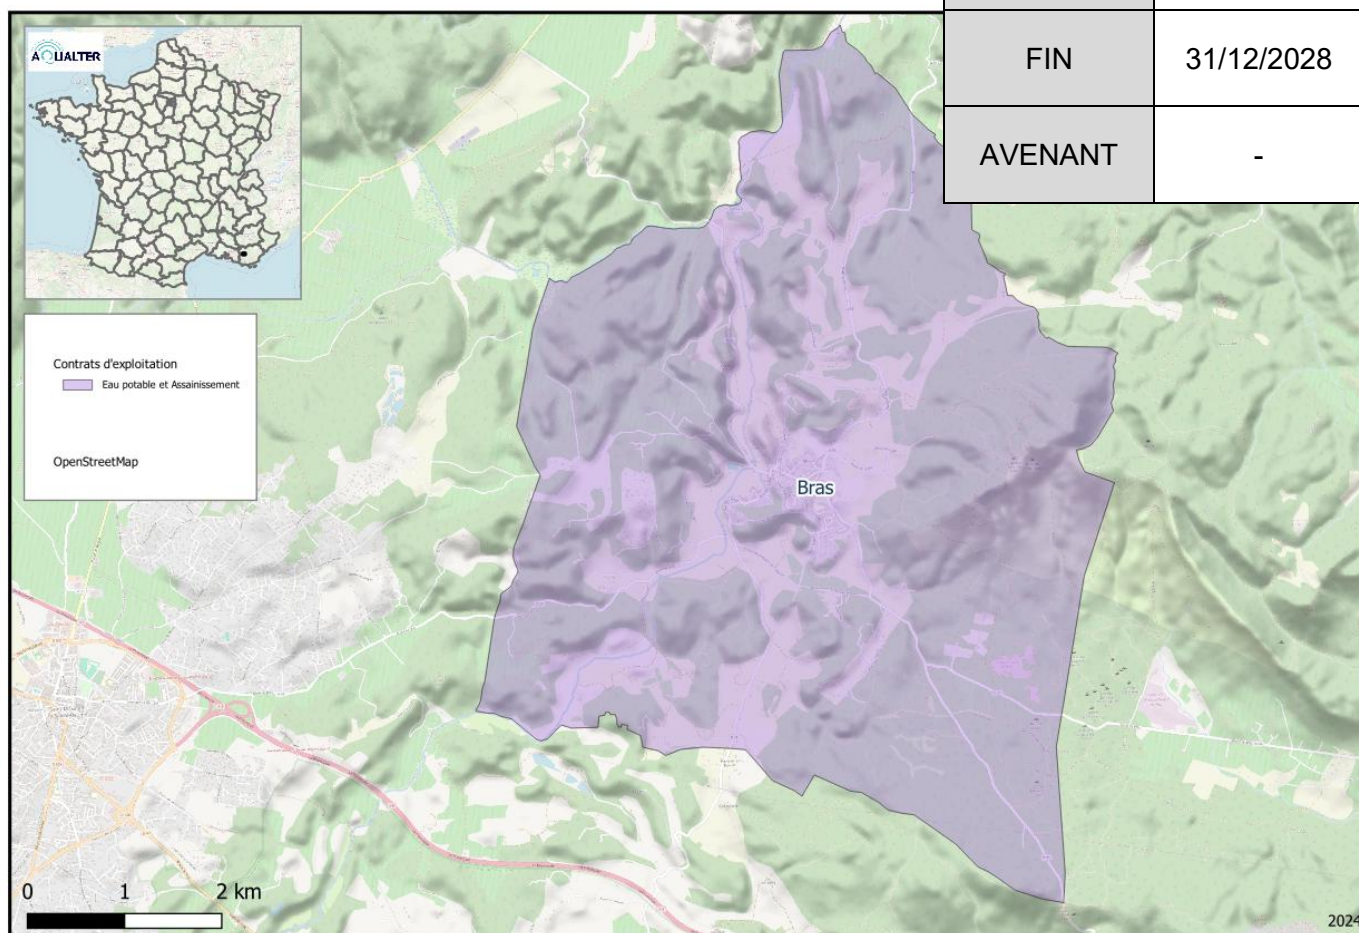 AQUALTER
FIN 31/12/2028
AVENANT -
Contrats d'exploitation
Eau potable et Assainissement
OpenStreetMap
Bras
0 1 2 km
2024